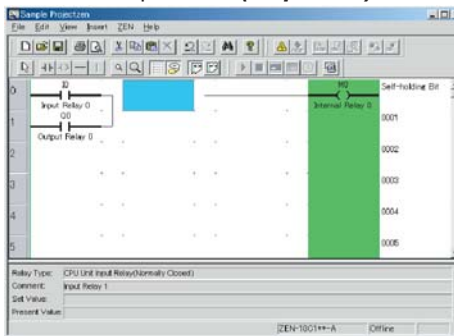 Sample Project.zen
File Edit View Insert ZEN Help
0 I0 M0 Self-holding Bit
Input Relay 0 Internal Relay 0
1 Q0 0001
Output Relay 0
2 0002
3 0003
4 0004
5 0005
Relay Type: CPU Unit Input Relay(Normally Closed)
Comment: Input Relay 1
Set Value:
Present Value:
ZEN-10C1**-A Offline